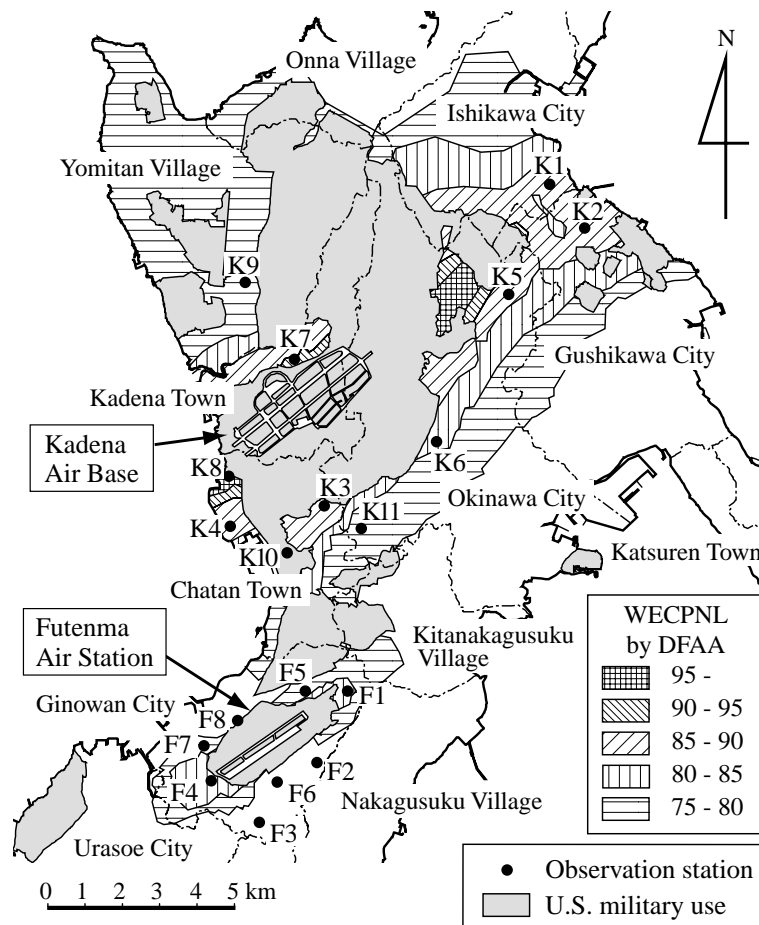 Onna Village
N
Ishikawa City
Yomitan Village
K1
K2
K9
K5
K7
Gushikawa City
Kadena Town
Kadena
Air Base
K8
K6
K3
Okinawa City
K4
K11
K10
Katsuren Town
Chatan Town
Futenma
Air Station
Kitanakagusuku
Village
WECPNL
by DFAA
95 -
90 - 95
85 - 90
80 - 85
75 - 80
F5
F1
Ginowan City
F8
F7
F2
F4
F6
Nakagusuku Village
F3
Urasoe City
0 1 2 3 4 5 km
Observation station
U.S. military use